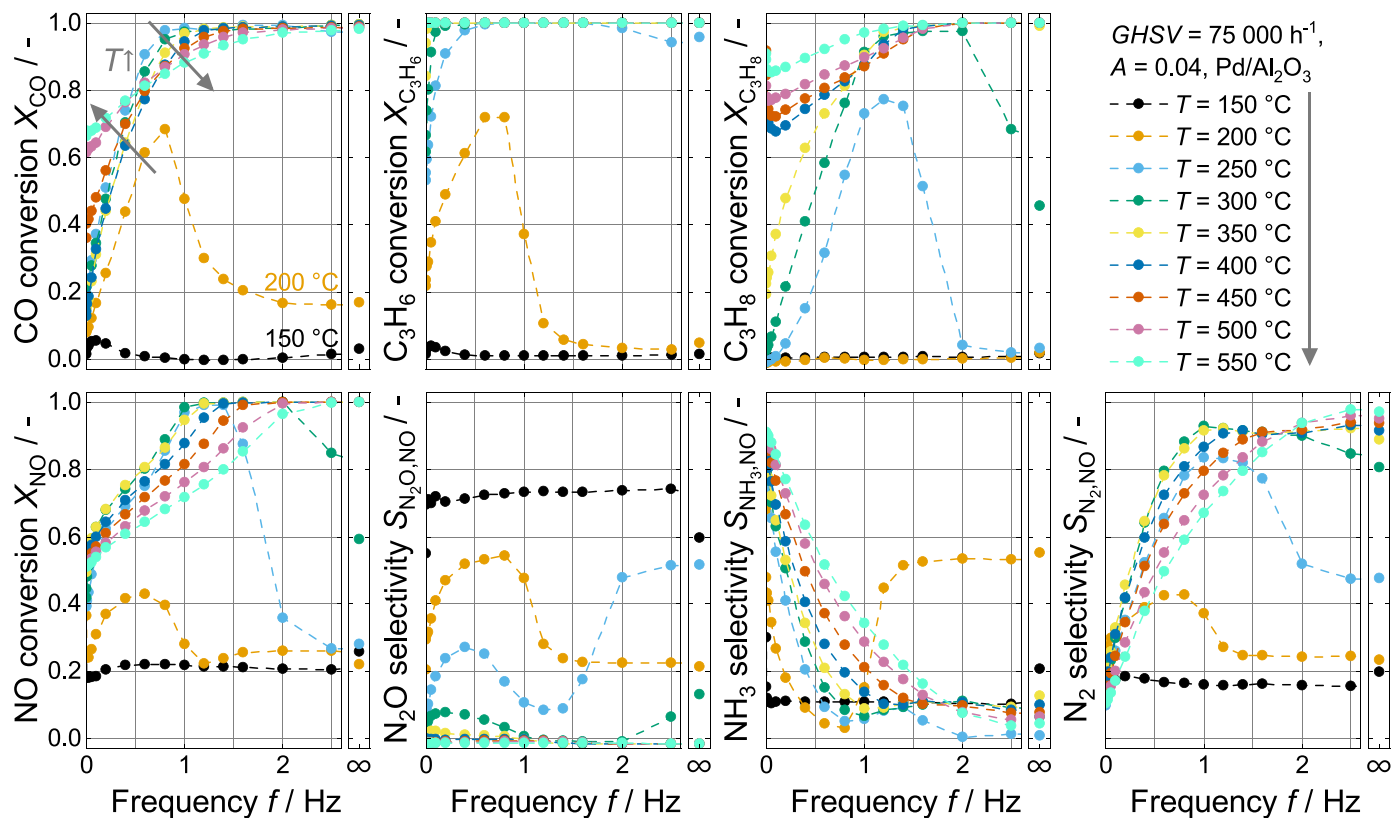 CO conversion X_CO / -
1.0
0.8
0.6
0.4
0.2
0.0
T↑
200 °C
150 °C
C₃H₆ conversion X_C₃H₆ / -
C₃H₈ conversion X_C₃H₈ / -
GHSV = 75 000 h⁻¹,
A = 0.04, Pd/Al₂O₃
T = 150 °C
T = 200 °C
T = 250 °C
T = 300 °C
T = 350 °C
T = 400 °C
T = 450 °C
T = 500 °C
T = 550 °C
NO conversion X_NO / -
1.0
0.8
0.6
0.4
0.2
0.0
0 1 2 ∞
Frequency f / Hz
N₂O selectivity S_N₂O,NO / -
0 1 2 ∞
Frequency f / Hz
NH₃ selectivity S_NH₃,NO / -
0 1 2 ∞
Frequency f / Hz
N₂ selectivity S_N₂,NO / -
0 1 2 ∞
Frequency f / Hz